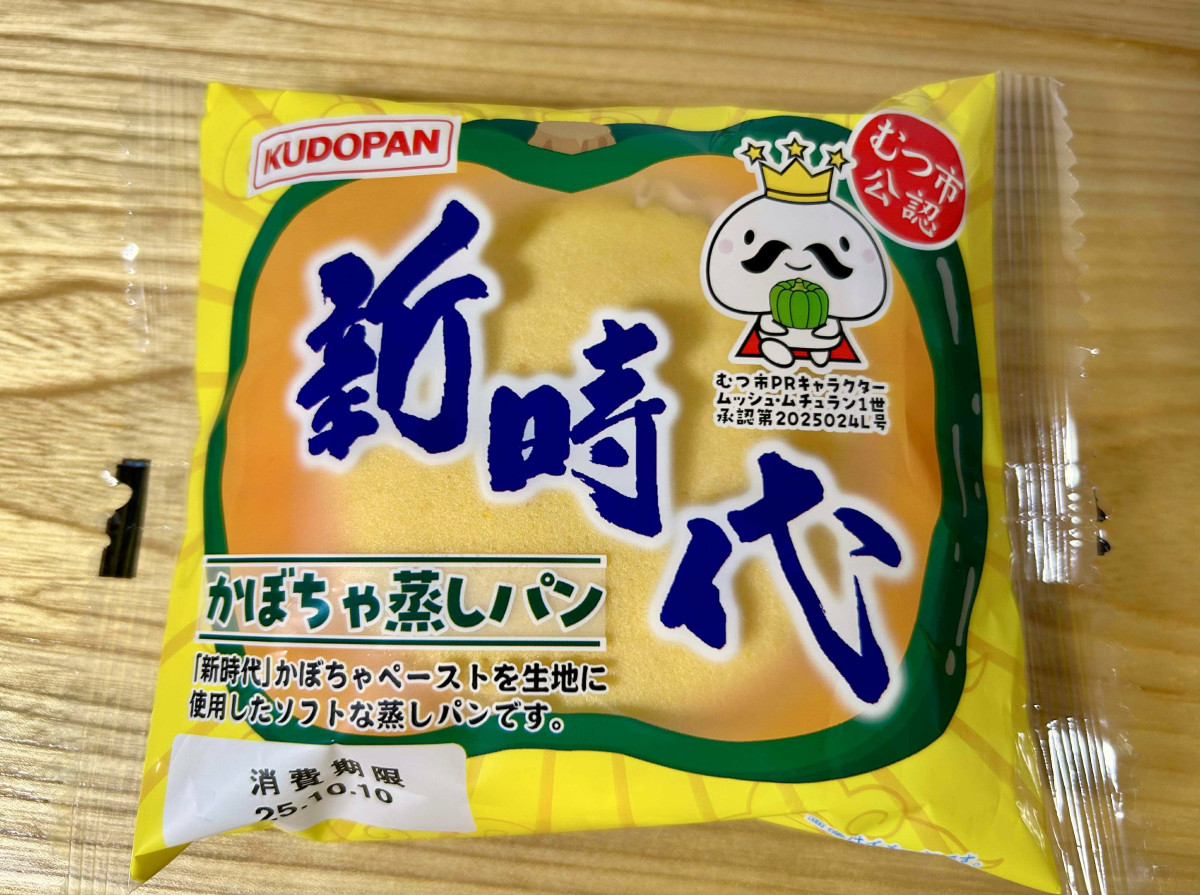 KUDOPAN
むつ市
公認
新時代
むつ市PRキャラクター
ムッシュ・ムチュラン1世
承認第2025024L号
かぼちゃ蒸しパン
「新時代」かぼちゃペーストを生地に
使用したソフトな蒸しパンです。
消費期限
25.10.10